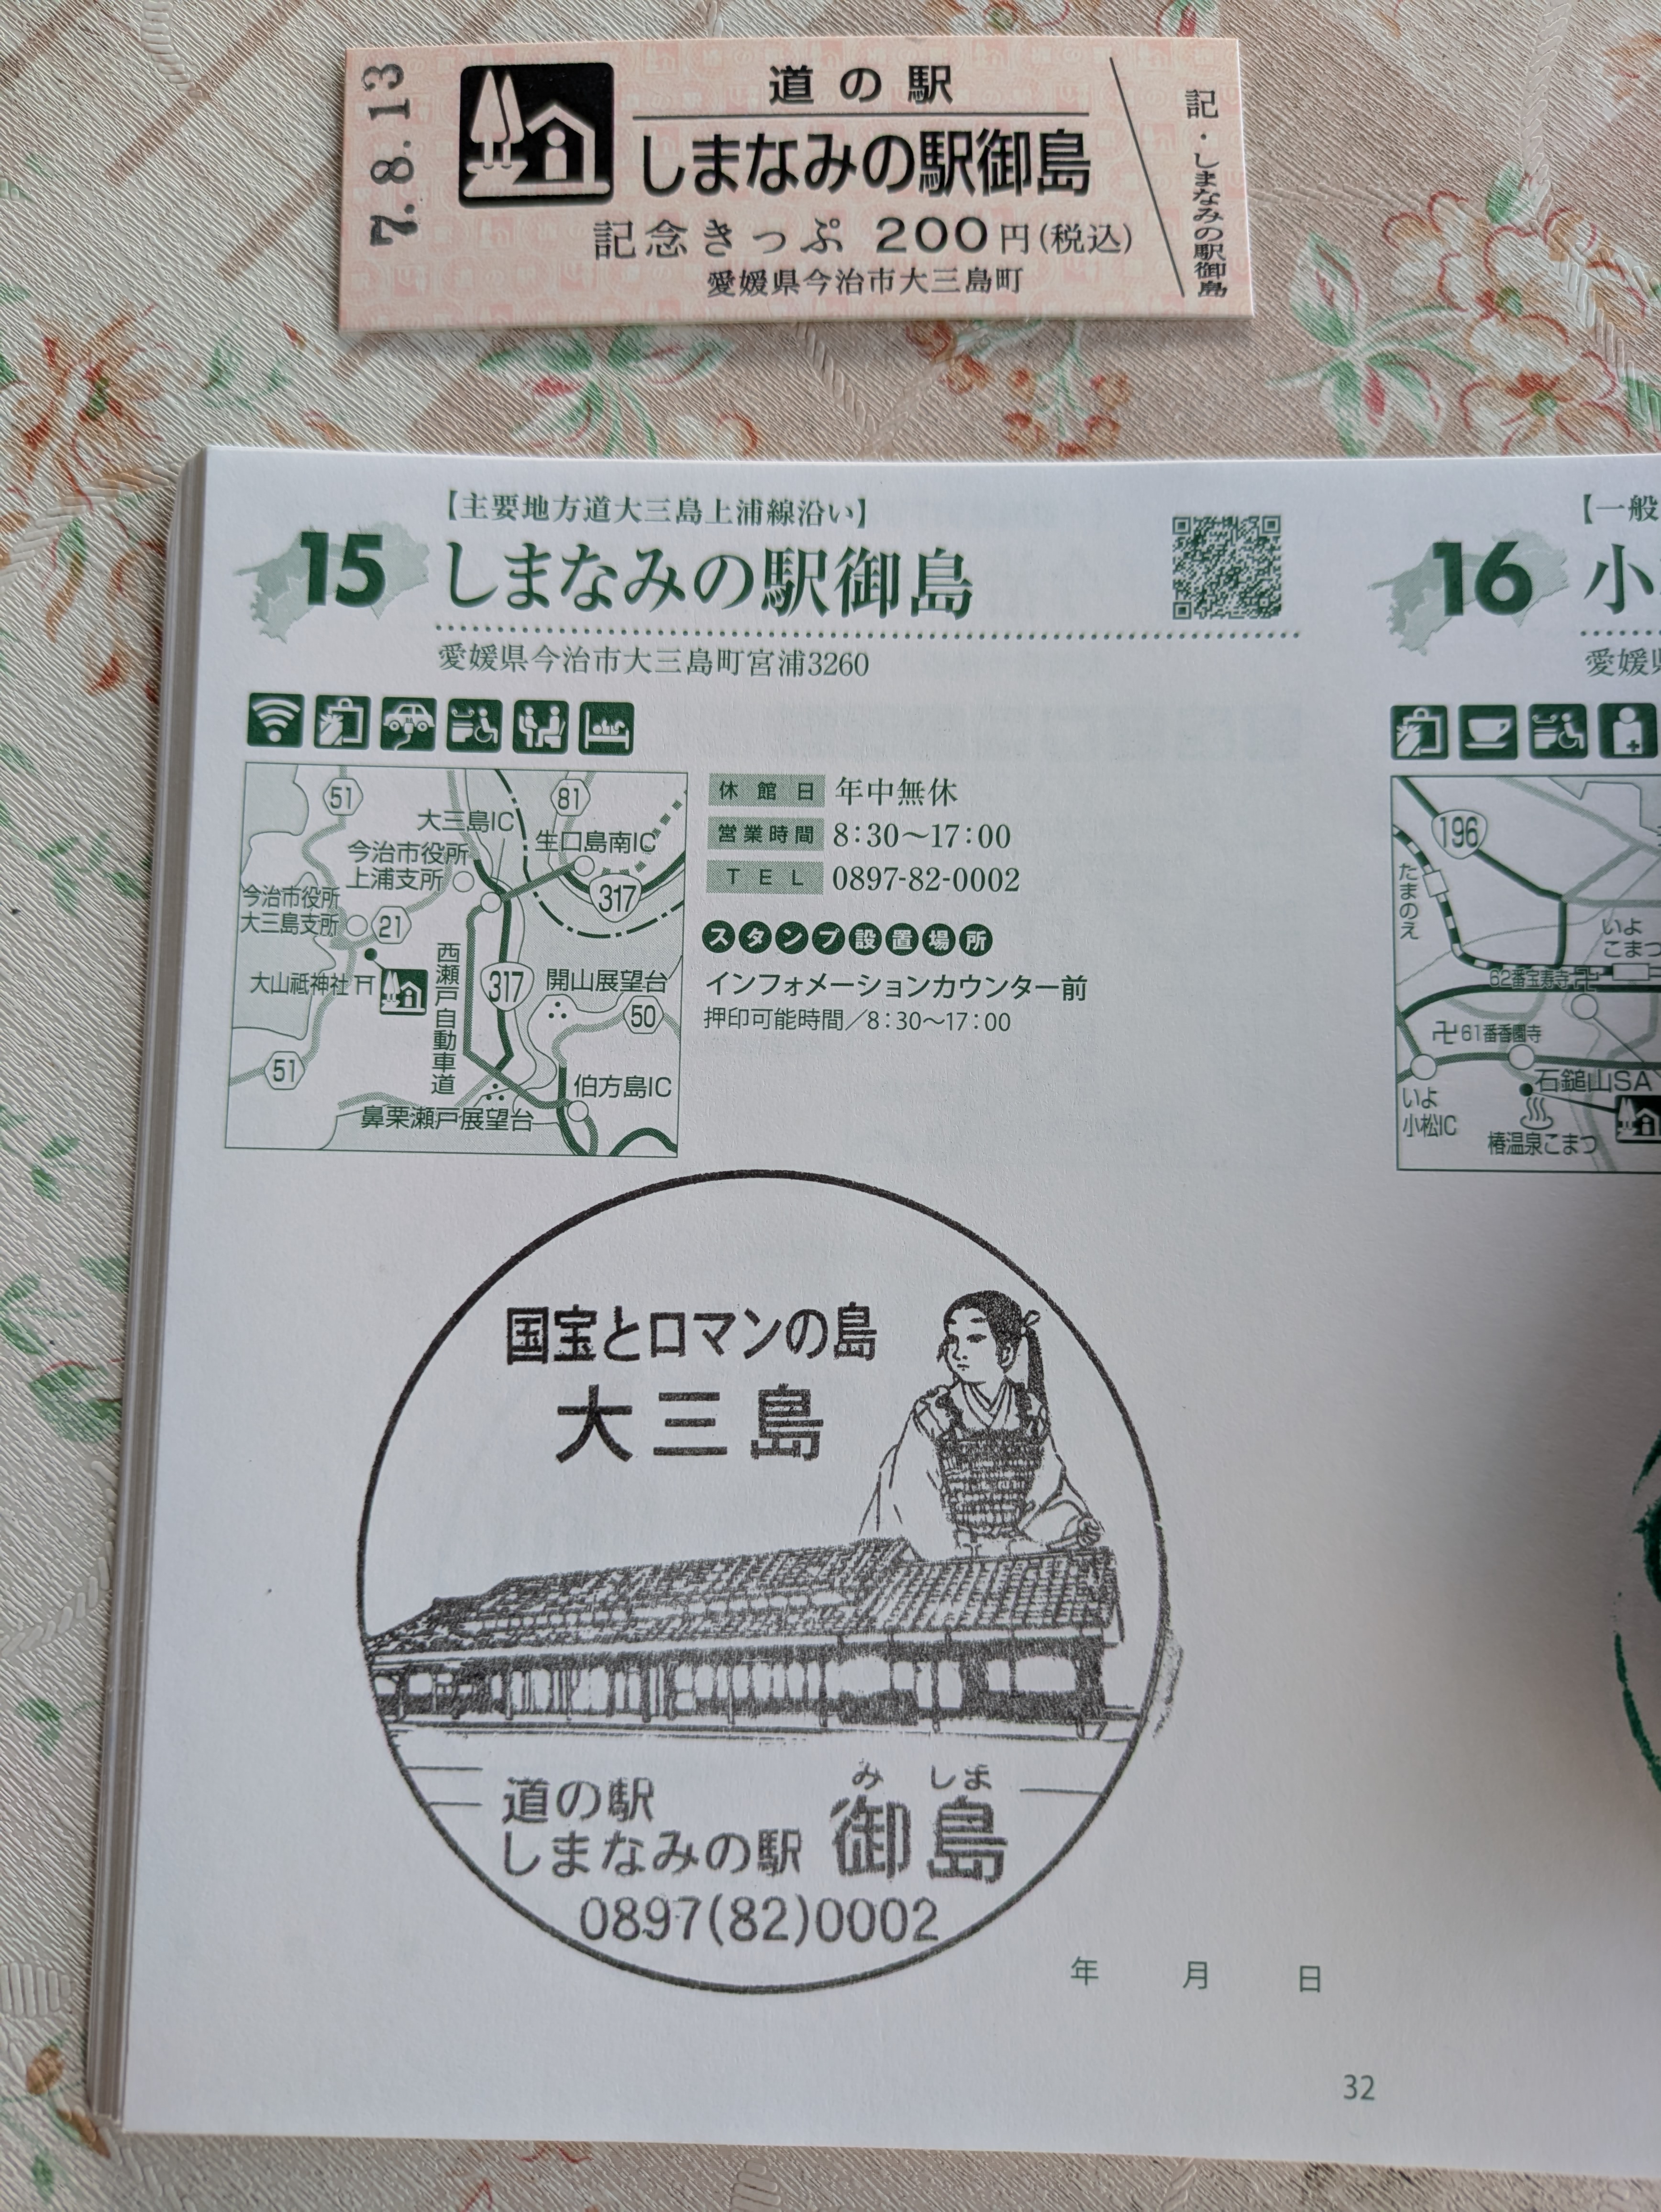 7.8.13
道の駅
しまなみの駅御島
記念きっぷ 200円(税込)
愛媛県今治市大三島町
記・しまなみの駅御島
【主要地方道大三島上浦線沿い】
15 しまなみの駅御島
愛媛県今治市大三島町宮浦3260
51
大三島IC
81
今治市役所
上浦支所
生口島南IC
317
今治市役所
大三島支所
21
大山祇神社
西瀬戸自動車道
317
開山展望台
50
51
伯方島IC
鼻栗瀬戸展望台
休館日 年中無休
営業時間 8:30〜17:00
TEL 0897-82-0002
スタンプ設置場所
インフォメーションカウンター前
押印可能時間/8:30〜17:00
国宝とロマンの島
大三島
道の駅
しまなみの駅 御島
み しま
0897(82)0002
年 月 日
32
【一般
16 小
愛媛
196
たまのえ
いよ
こまつ
62番宝寿寺
61番香園寺
石鎚山SA
いよ
小松IC
椿温泉こまつ